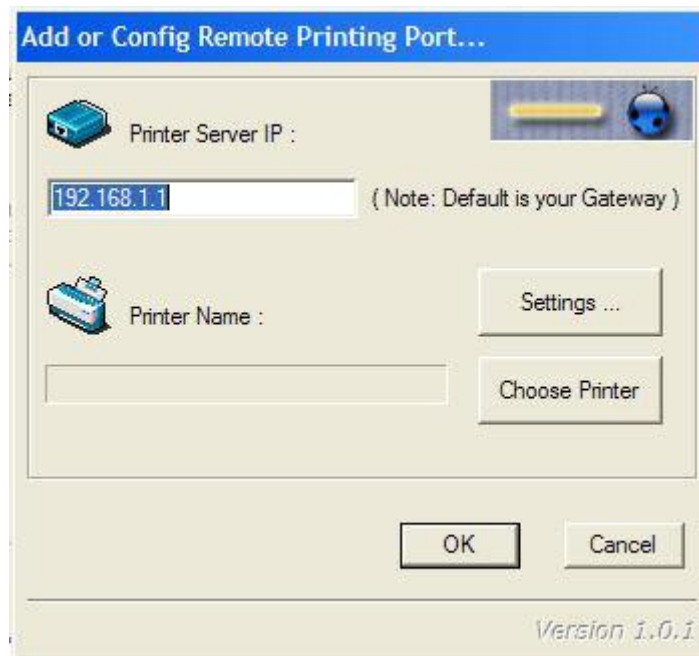 Add or Config Remote Printing Port...
Printer Server IP :
192.168.1.1 ( Note: Default is your Gateway )
Settings ...
Printer Name :
Choose Printer
OK Cancel
Version 1.0.1